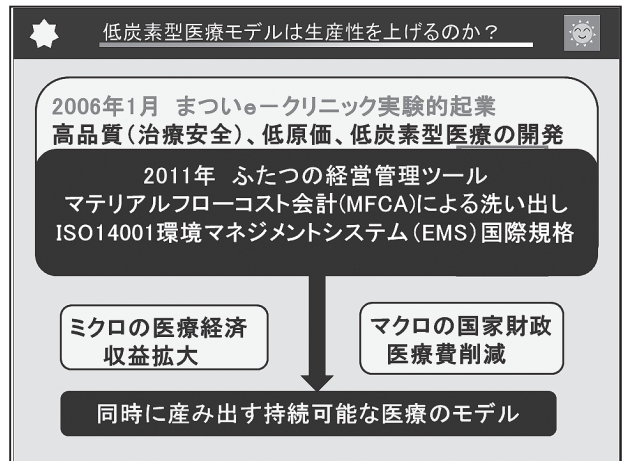 低炭素型医療モデルは生産性を上げるのか？
2006年1月　まついｅ－クリニック実験的起業
高品質（治療安全）、低原価、低炭素型医療の開発
2011年　ふたつの経営管理ツール
マテリアルフローコスト会計(MFCA)による洗い出し
ISO14001環境マネジメントシステム（EMS）国際規格
ミクロの医療経済
収益拡大
マクロの国家財政
医療費削減
同時に産み出す持続可能な医療のモデル